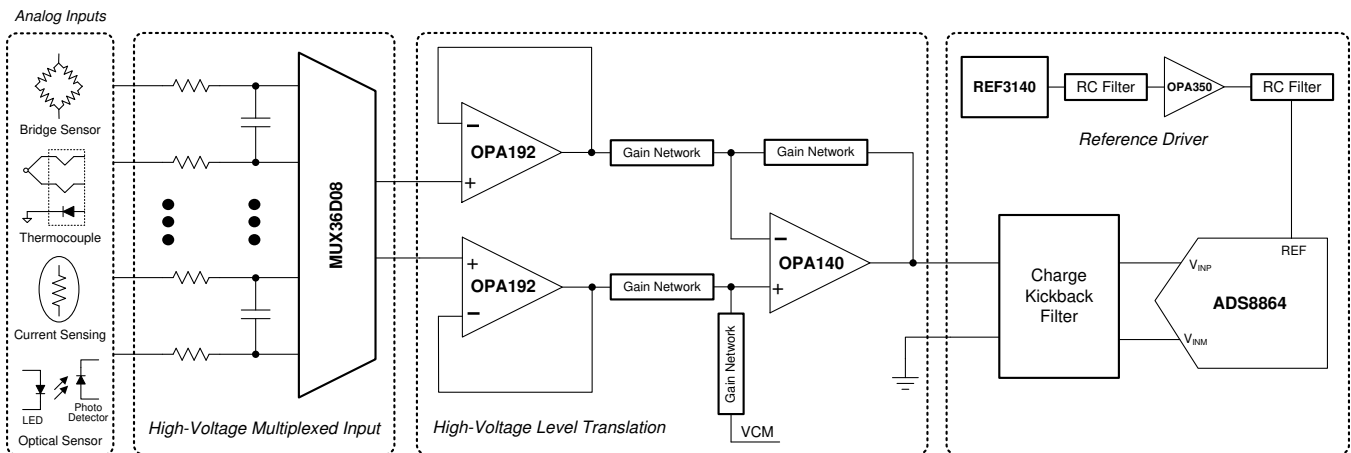 Analog Inputs
Bridge Sensor
Thermocouple
Current Sensing
LED
Photo
Detector
Optical Sensor
MUX36D08
High-Voltage Multiplexed Input
OPA192
OPA192
Gain Network
Gain Network
Gain Network
Gain Network
OPA140
VCM
High-Voltage Level Translation
REF3140
RC Filter
OPA350
RC Filter
Reference Driver
Charge
Kickback
Filter
REF
VINP
ADS8864
VINM